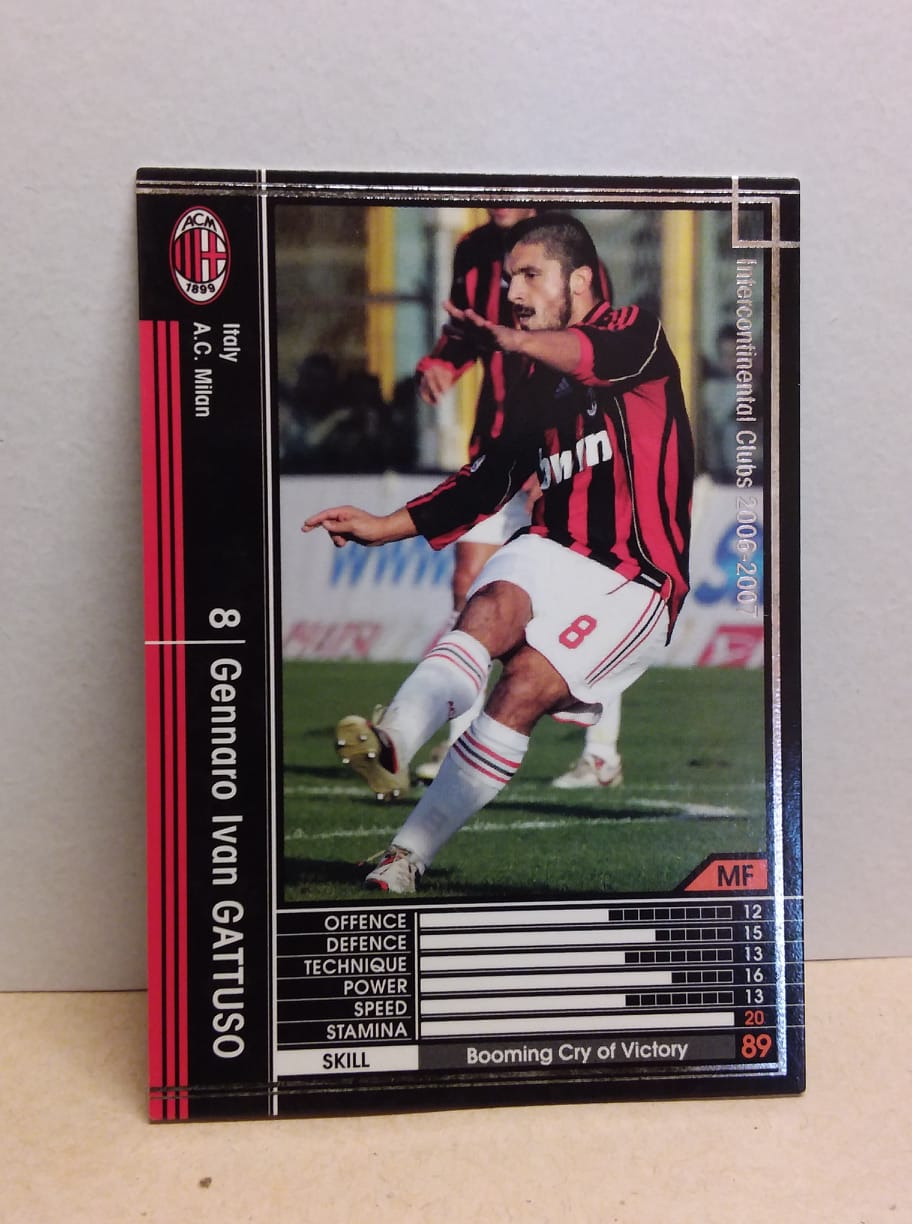 ACM
1899
Italy
A.C. Milan
Intercontinental Clubs 2006-2007
8 Gennaro Ivan GATTUSO
bwin
www.
8
MF
OFFENCE 12
DEFENCE 15
TECHNIQUE 13
POWER 16
SPEED 13
STAMINA 20
SKILL Booming Cry of Victory 89